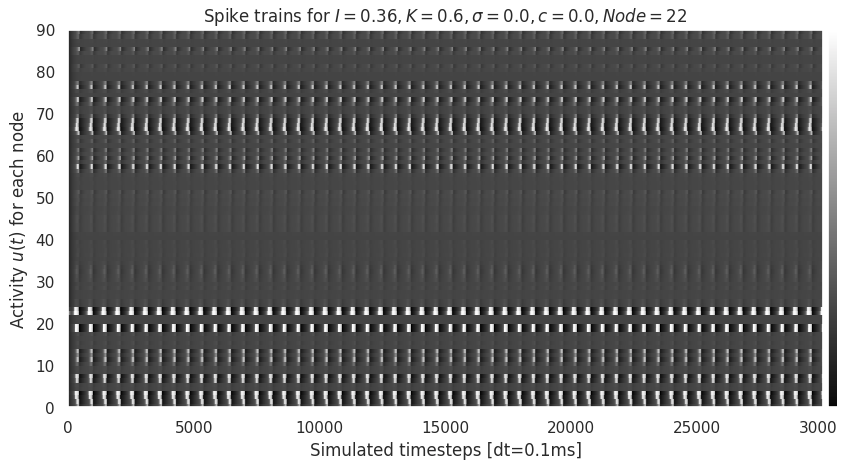 Spike trains for I = 0.36, K = 0.6, σ = 0.0, c = 0.0, Node = 22
90
80
70
60
50
40
30
20
10
0
Activity u(t) for each node
0 5000 10000 15000 20000 25000 3000
Simulated timesteps [dt=0.1ms]